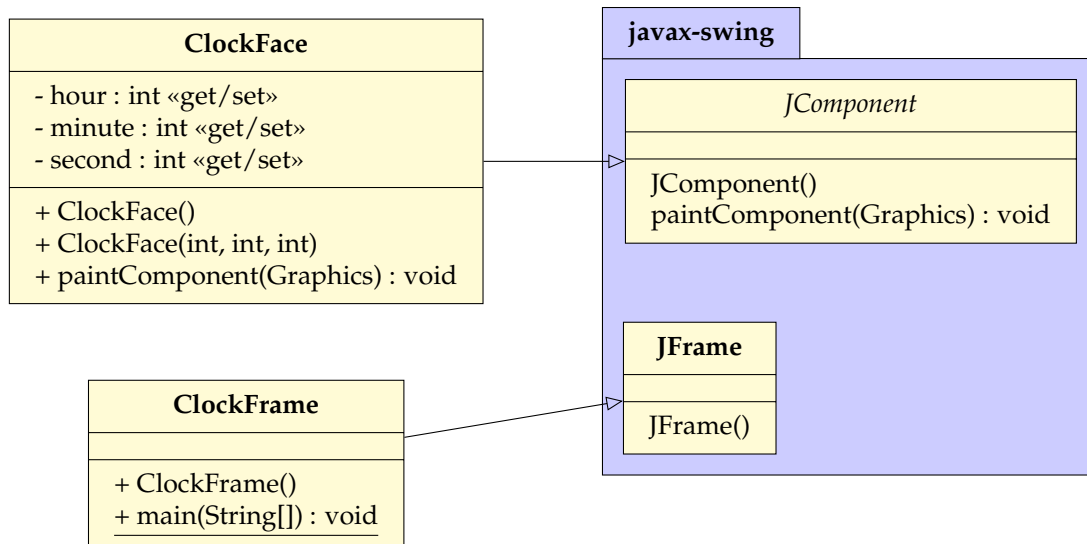 ClockFace
- hour : int «get/set»
- minute : int «get/set»
- second : int «get/set»
+ ClockFace()
+ ClockFace(int, int, int)
+ paintComponent(Graphics) : void
javax-swing
JComponent
JComponent()
paintComponent(Graphics) : void
JFrame
JFrame()
ClockFrame
+ ClockFrame()
+ main(String[]) : void